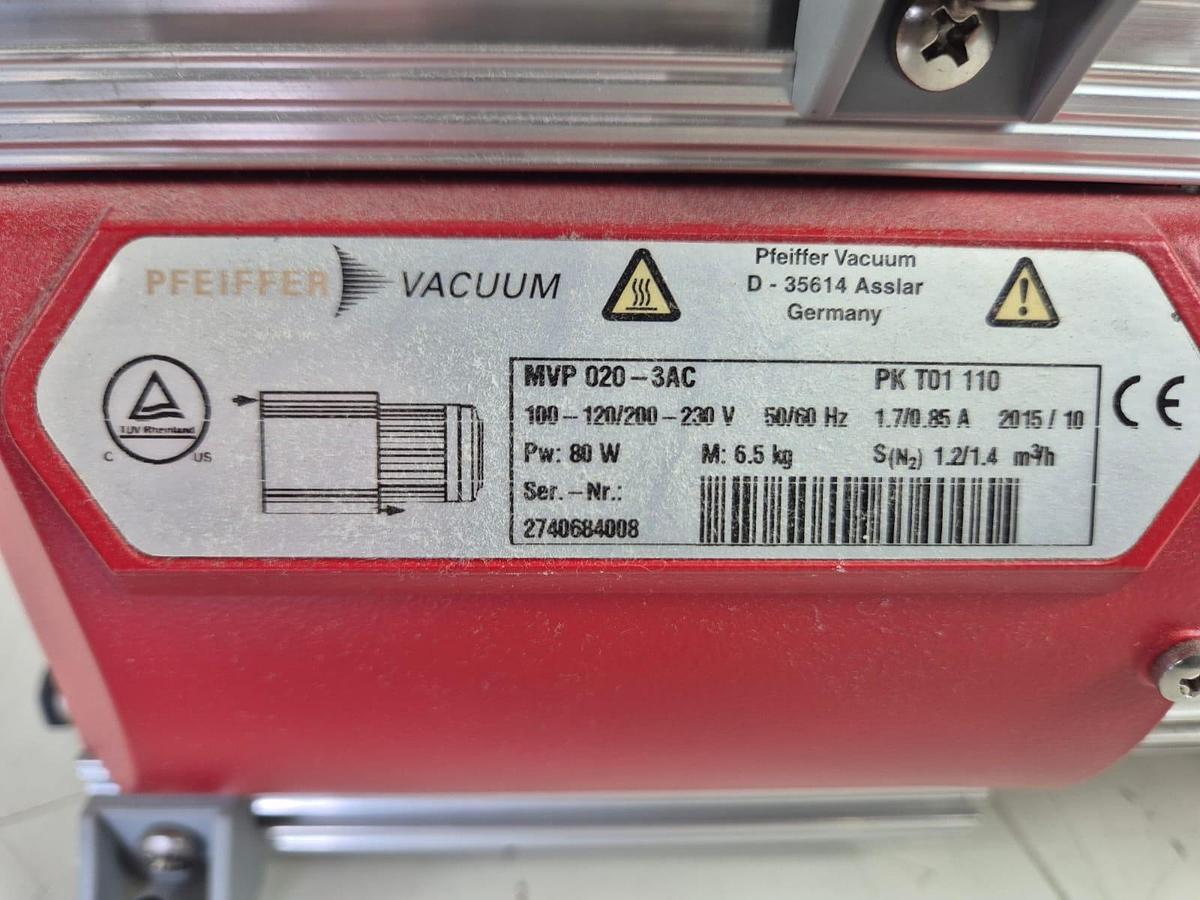 PFEIFFER VACUUM
Pfeiffer Vacuum
D - 35614 Asslar
Germany
TÜV Rheinland
C US
MVP 020-3AC PK T01 110
100-120/200-230 V 50/60 Hz 1.7/0.85 A 2015 / 10
Pw: 80 W M: 6.5 kg S(N₂) 1.2/1.4 m³/h
Ser.-Nr.:
2740684008
CE